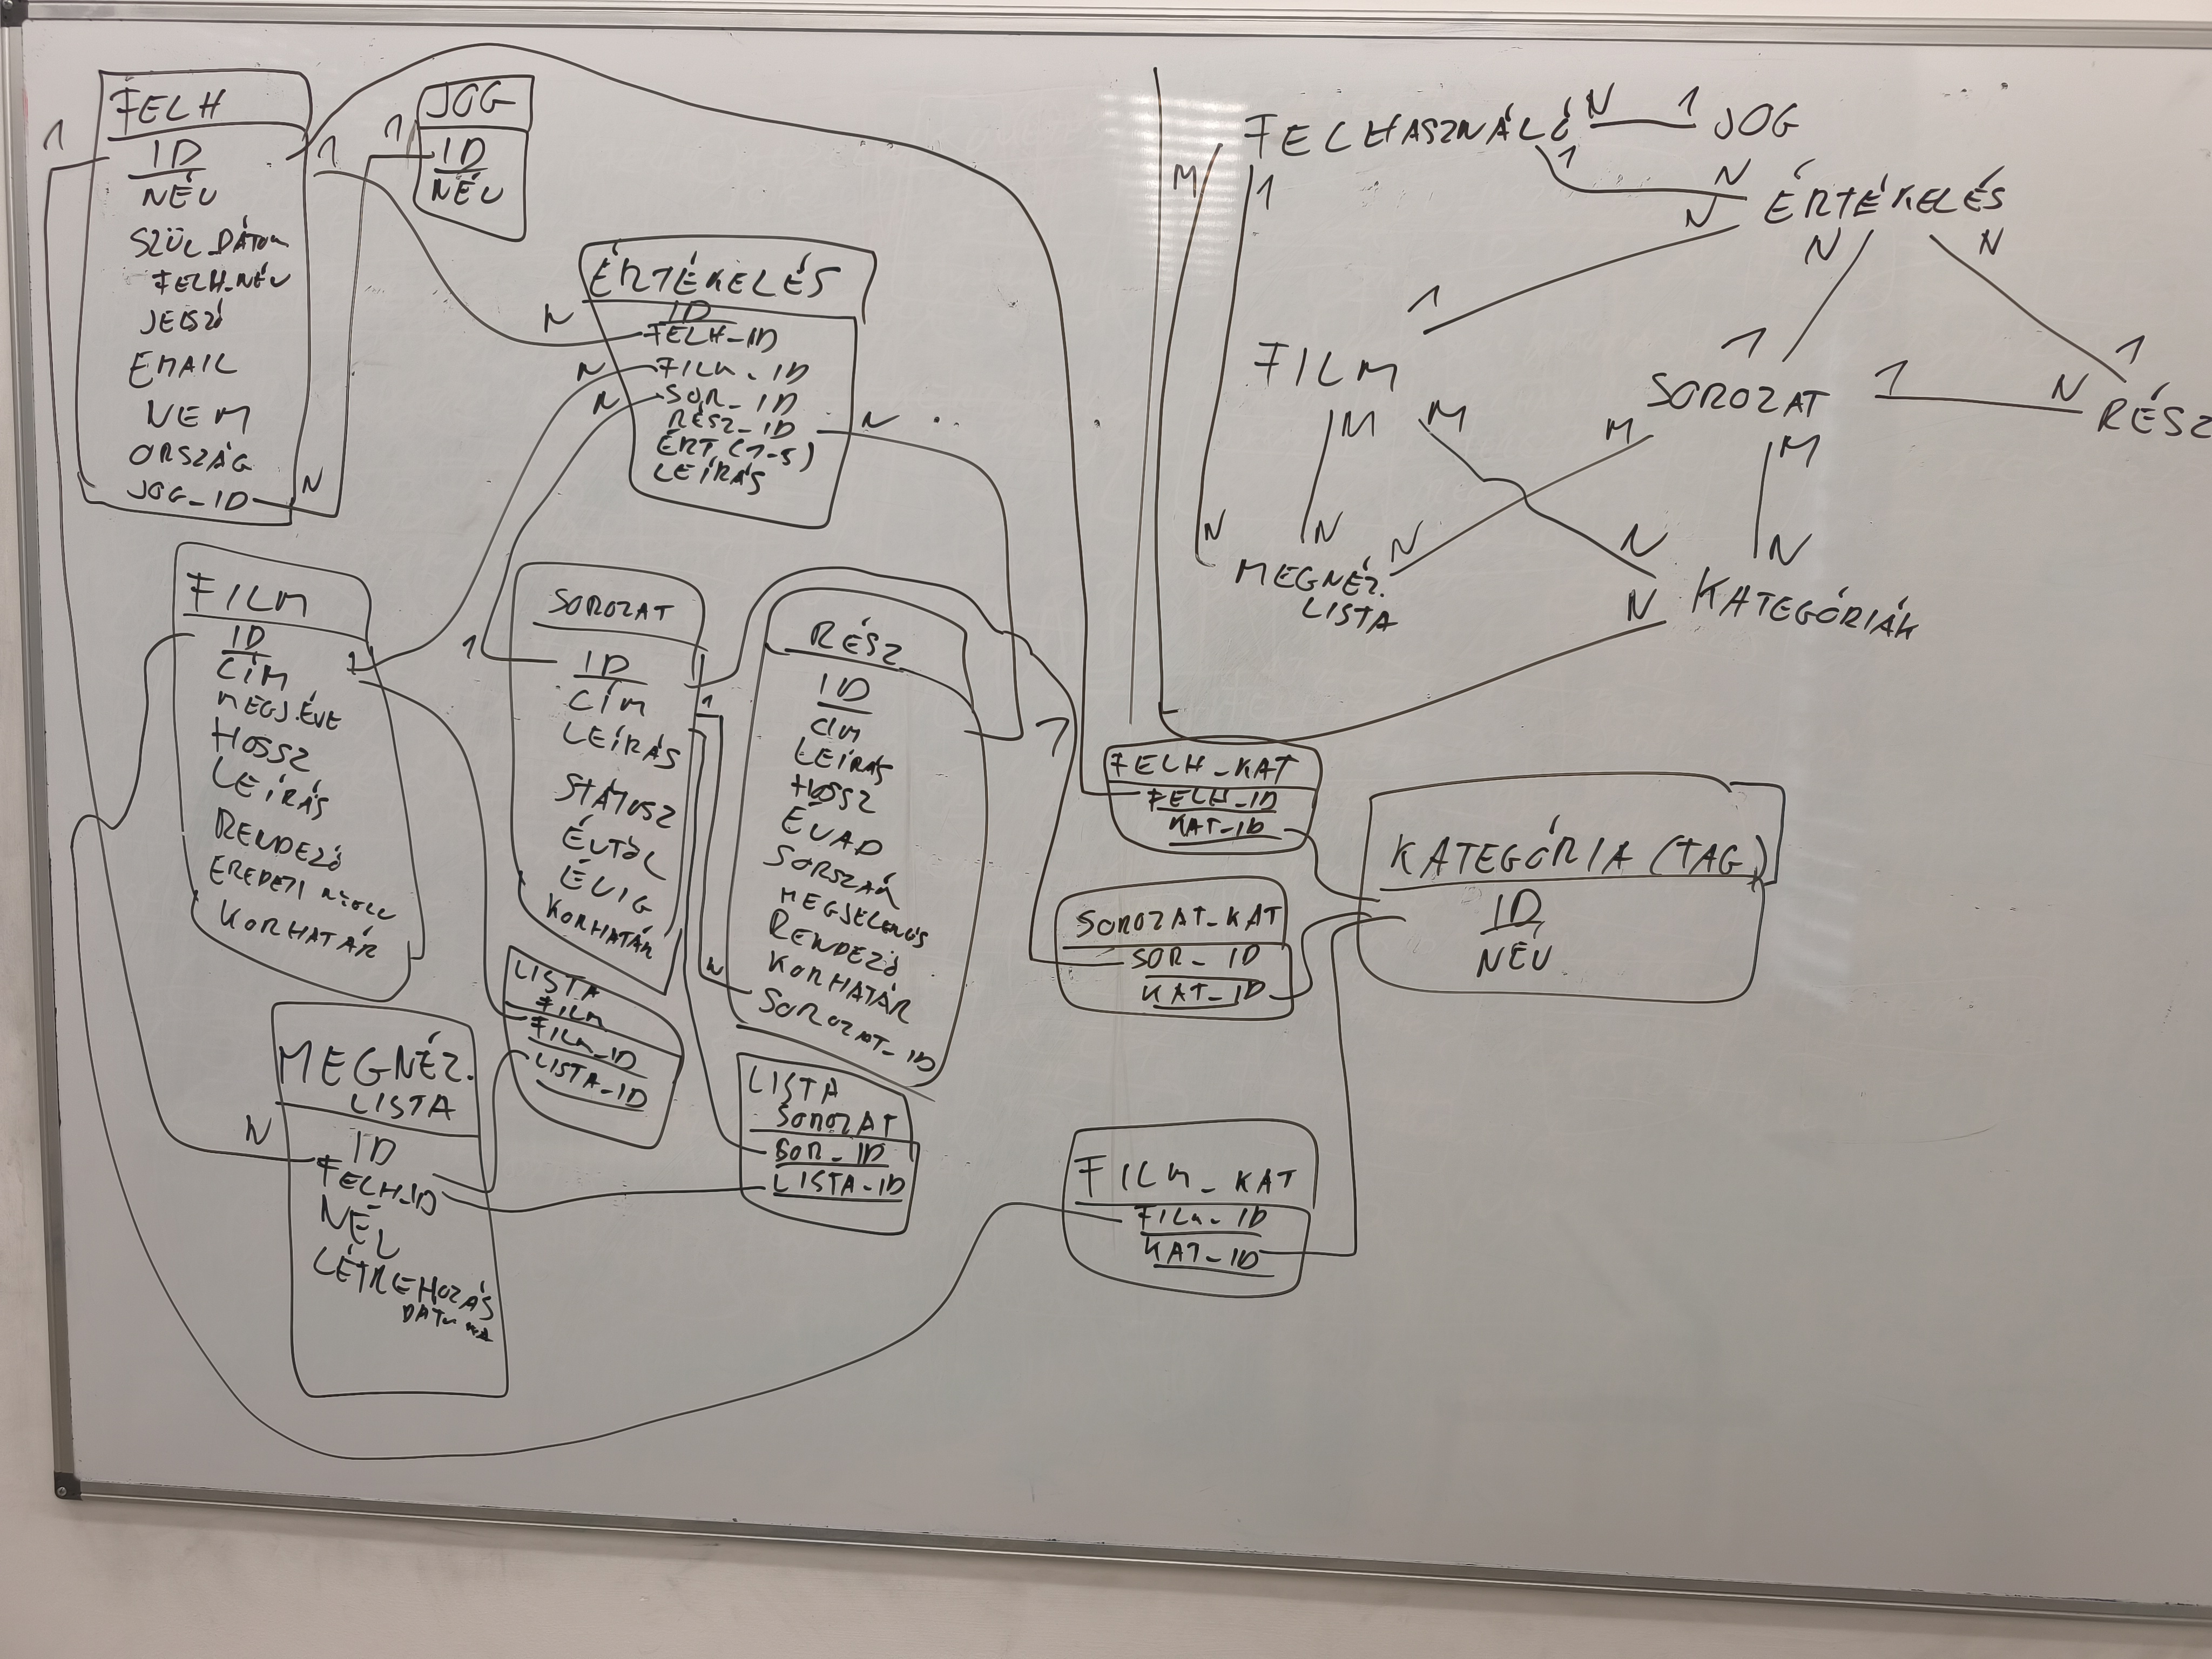 FELH
ID
NÉV
SZÜL_DÁTUM
FELH_NÉV
JELSZÓ
EMAIL
NEM
ORSZÁG
JOG_ID
1
1
N
JOG
ID
NÉV
1
ÉRTÉKELÉS
ID
FELH_ID
FILM_ID
SOR_ID
RÉSZ_ID
ÉRT (1-5)
LEÍRÁS
N
N
N
N
FILM
ID
CÍM
MEGJ.ÉVE
HOSSZ
LEÍRÁS
RENDEZŐ
EREDETI NYELV
KORHATÁR
1
SOROZAT
ID
CÍM
LEÍRÁS
STÁTUSZ
ÉVTŐL
ÉVIG
KORHATÁR
1
1
N
RÉSZ
ID
CÍM
LEÍRÁS
HOSSZ
ÉVAD
SORSZÁM
MEGJELENÉS
RENDEZŐ
KORHATÁR
SOROZAT_ID
1
MEGNÉZ.
LISTA
ID
FELH_ID
NÉV
LÉTREHOZÁS
DÁTUMA
N
LISTA
FILM
FILM_ID
LISTA_ID
LISTA
SOROZAT
SOR_ID
LISTA_ID
FELH_KAT
FELH_ID
KAT_ID
SOROZAT_KAT
SOR_ID
KAT_ID
FILM_KAT
FILM_ID
KAT_ID
KATEGÓRIA (TAG)
ID
NÉV
FELHASZNÁLÓ N 1 JOG
M 1 1 N
N ÉRTÉKELÉS
N N
1 1 1
FILM SOROZAT 1 N RÉSZ
M M M M
N N N N N
MEGNÉZ.
LISTA
N KATEGÓRIÁK